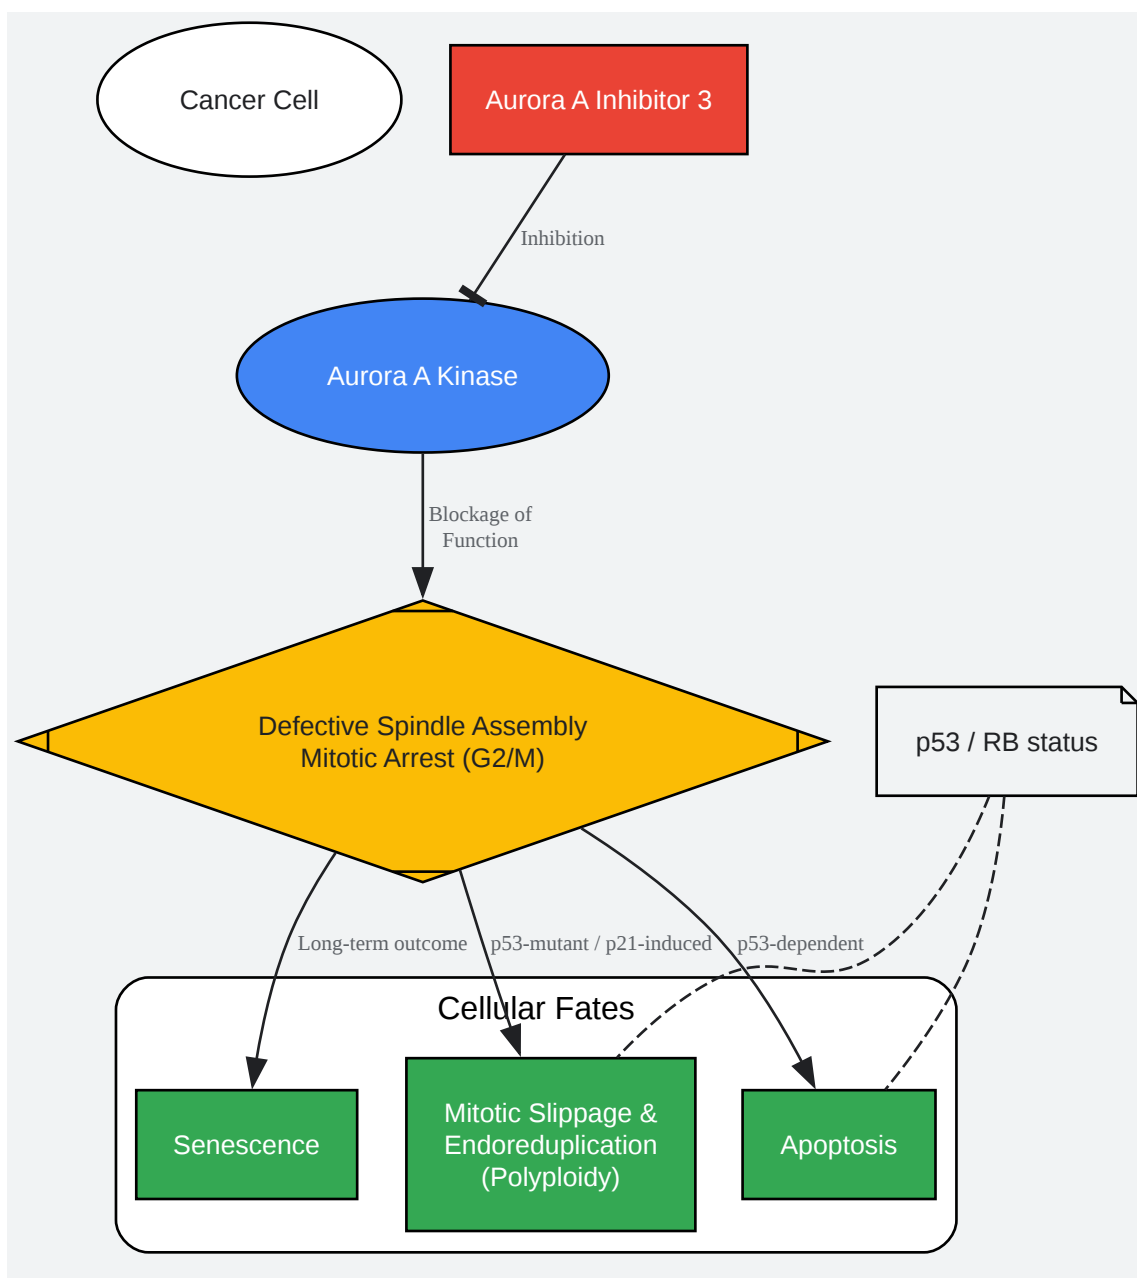 Cancer Cell
Aurora A Inhibitor 3
Inhibition
Aurora A Kinase
Blockage of
Function
Defective Spindle Assembly
Mitotic Arrest (G2/M)
p53 / RB status
Long-term outcome
p53-mutant / p21-induced
p53-dependent
Cellular Fates
Senescence
Mitotic Slippage &
Endoreduplication
(Polyploidy)
Apoptosis